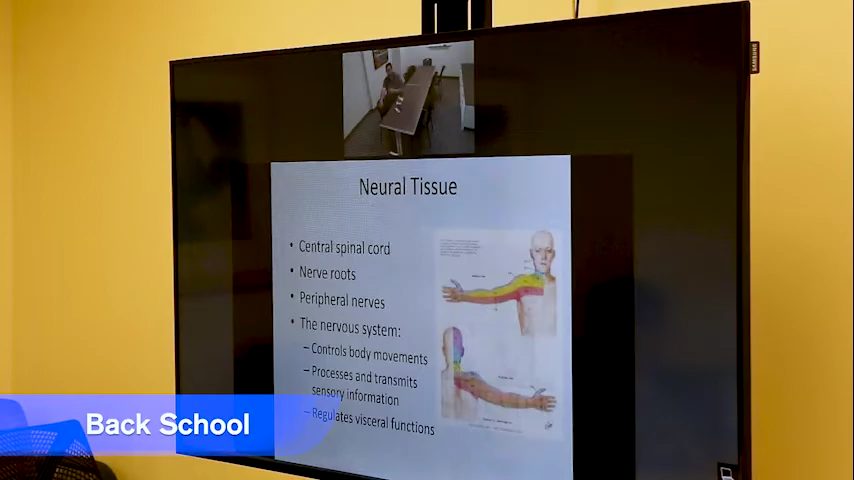 SAMSUNG
Neural Tissue
• Central spinal cord
• Nerve roots
• Peripheral nerves
• The nervous system:
– Controls body movements
– Processes and transmits
sensory information
– Regulates visceral functions
Back School